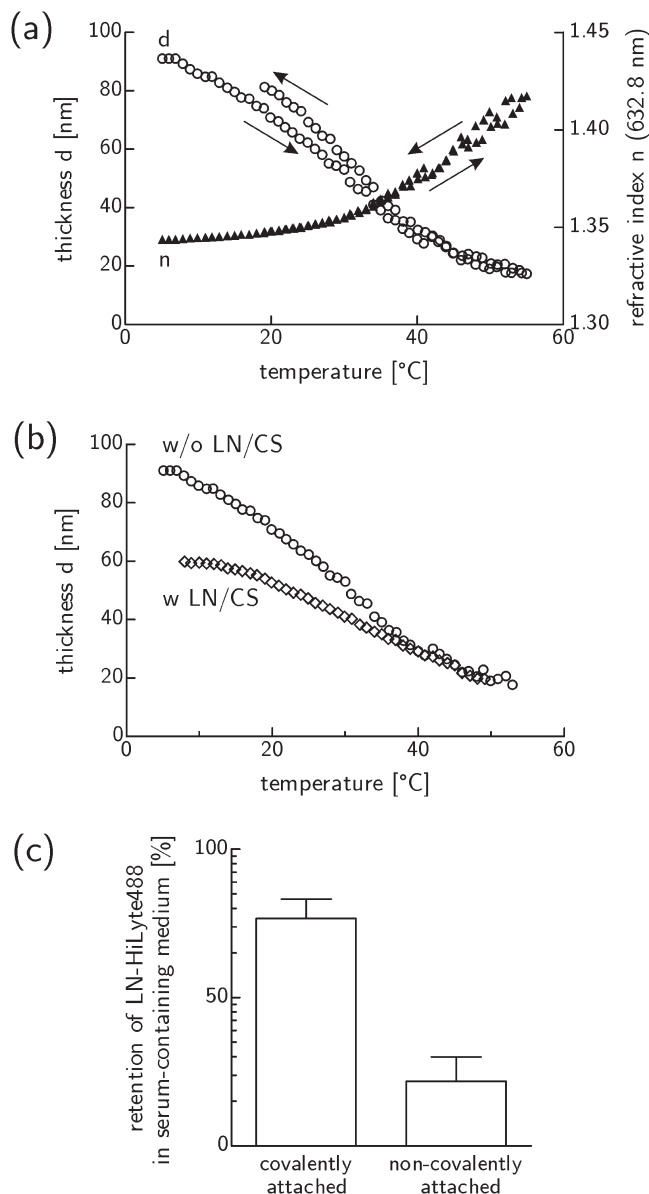 (a)
d
n
100
80
60
40
20
0
thickness d [nm]
1.45
1.40
1.35
1.30
refractive index n (632.8 nm)
0 20 40 60
temperature [°C]
(b)
w/o LN/CS
w LN/CS
100
80
60
40
20
0
thickness d [nm]
0 20 40 60
temperature [°C]
(c)
retention of LN-HiLyte488
in serum-containing medium [%]
100
50
0
covalently
attached
non-covalently
attached